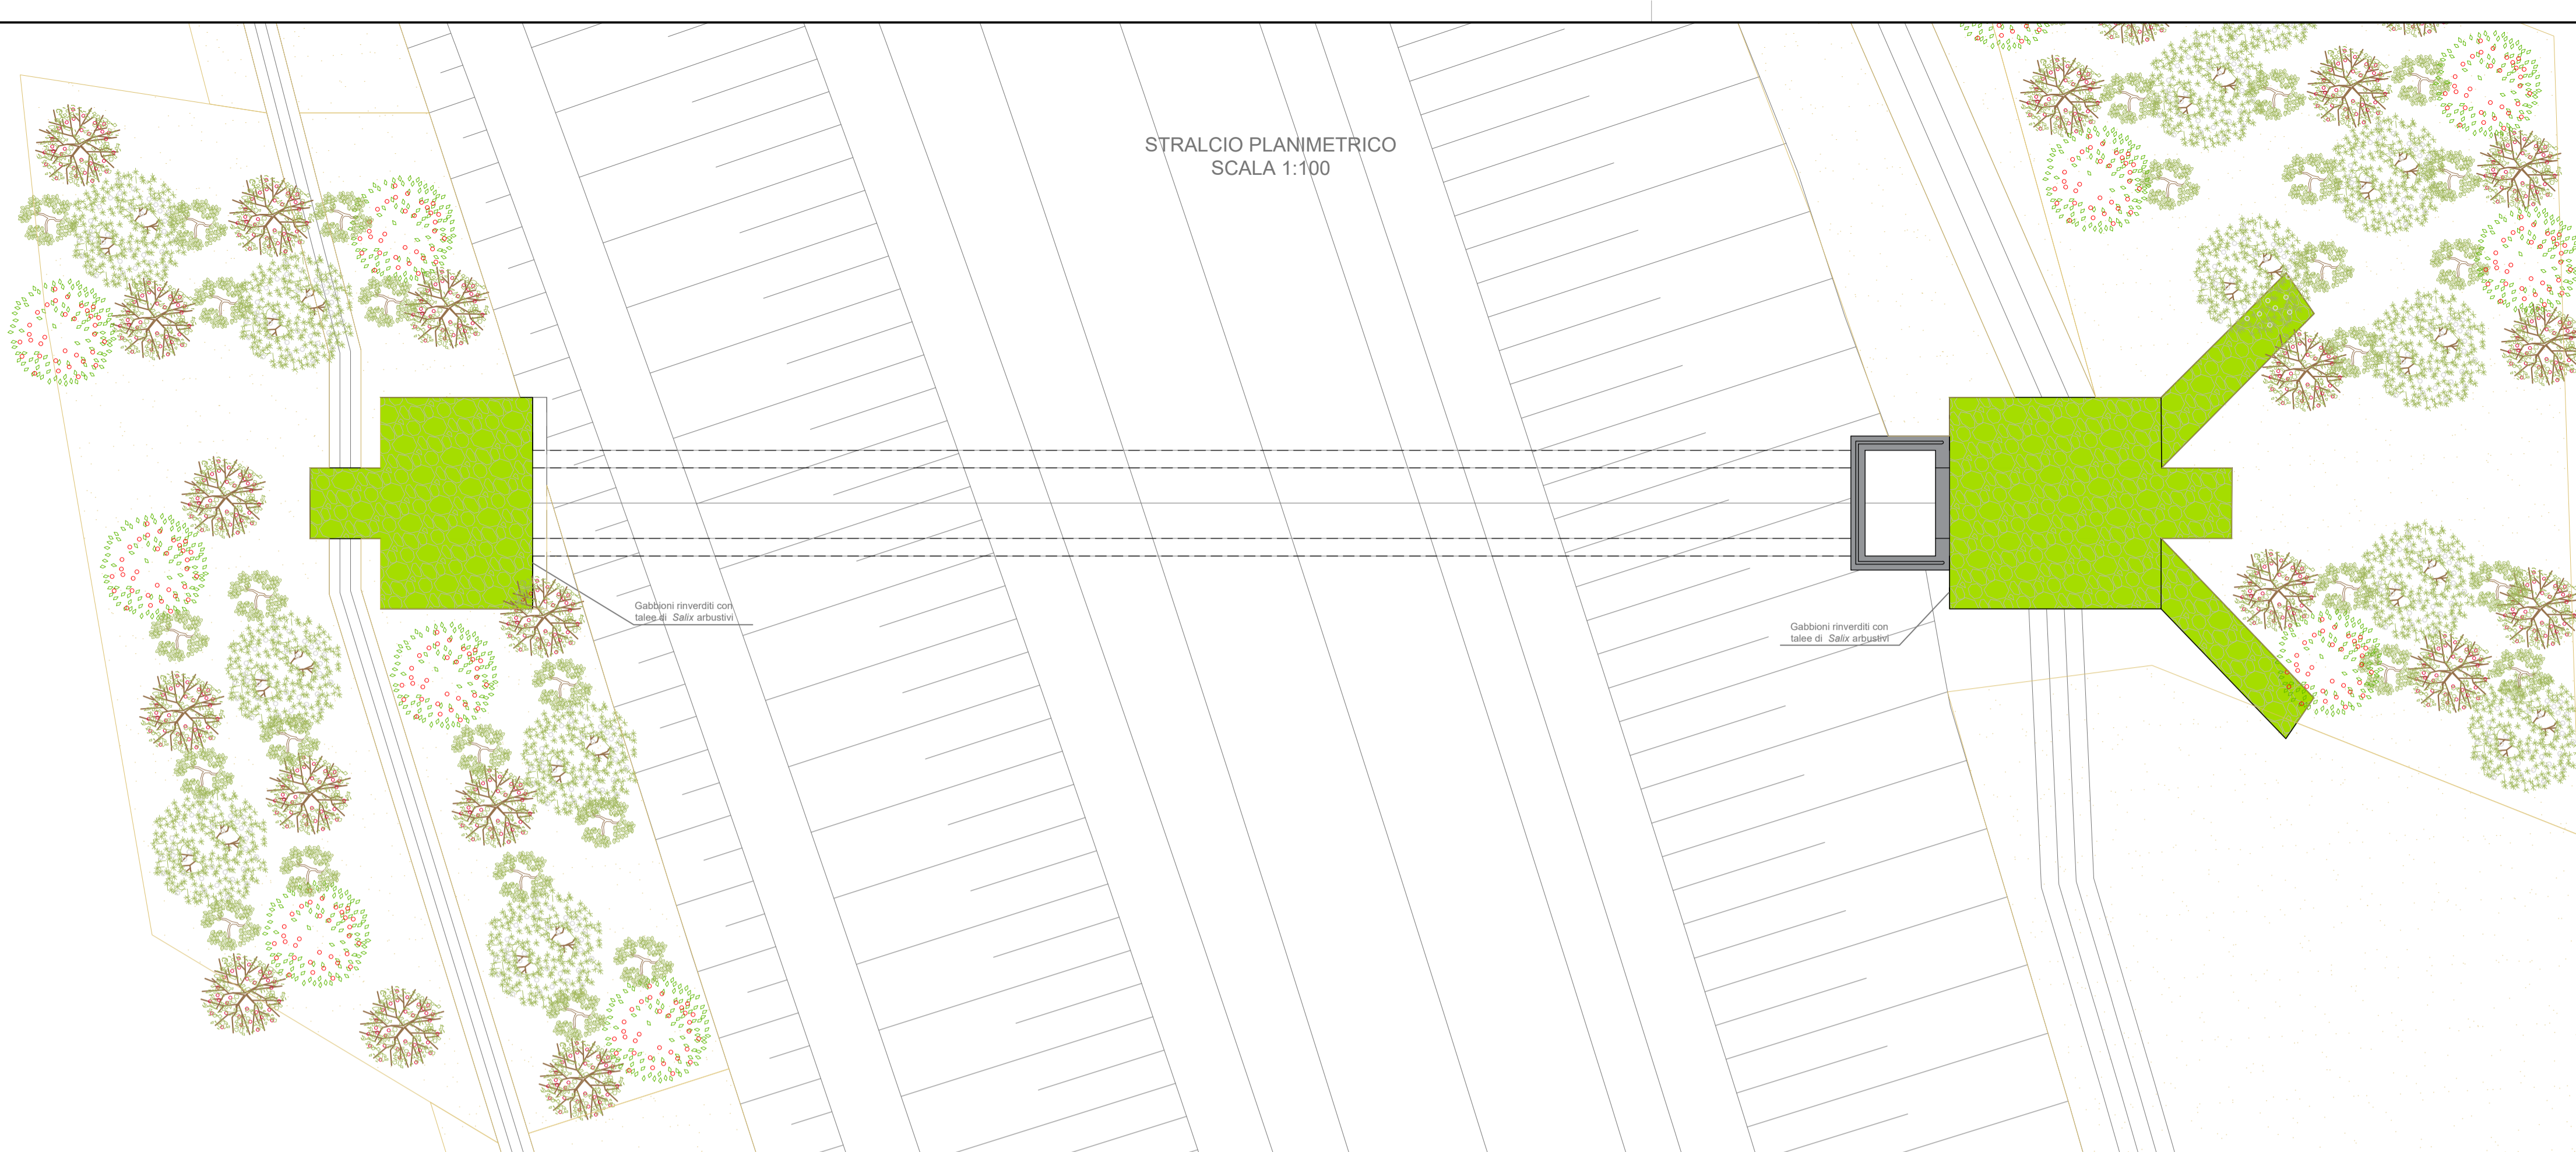 STRALCIO PLANIMETRICO
SCALA 1:100
Gabbioni rinverditi con
talee di Salix arbustivi
Gabbioni rinverditi con
talee di Salix arbustivi